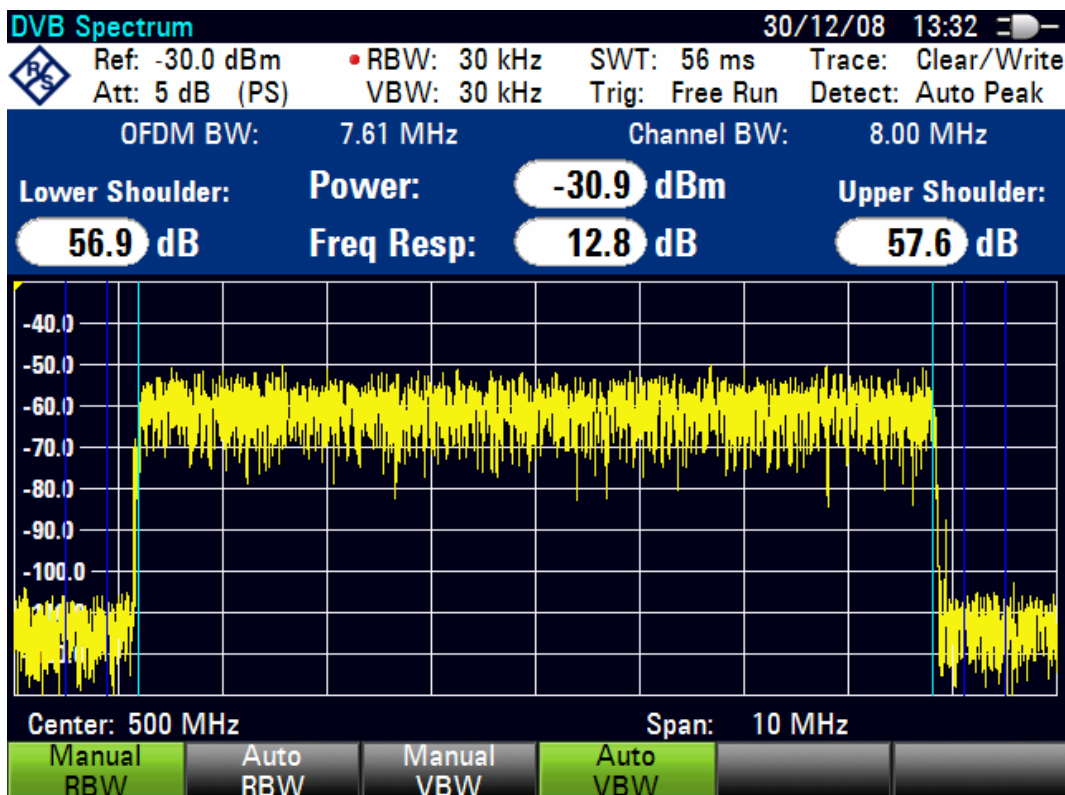 DVB Spectrum 30/12/08 13:32
R&S Ref: -30.0 dBm RBW: 30 kHz SWT: 56 ms Trace: Clear/Write
Att: 5 dB (PS) VBW: 30 kHz Trig: Free Run Detect: Auto Peak
OFDM BW: 7.61 MHz Channel BW: 8.00 MHz
Lower Shoulder: Power: -30.9 dBm Upper Shoulder:
56.9 dB Freq Resp: 12.8 dB 57.6 dB
-40.0
-50.0
-60.0
-70.0
-80.0
-90.0
-100.0
Center: 500 MHz Span: 10 MHz
Manual Auto Manual Auto
RBW RBW VBW VBW